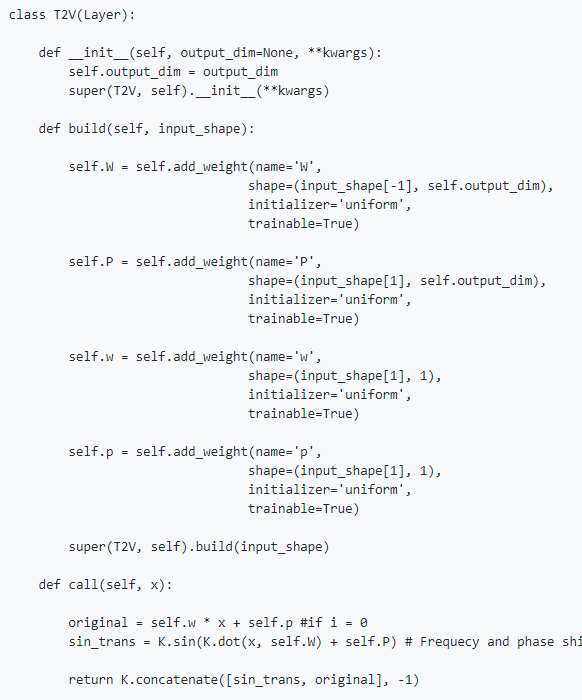 class T2V(Layer):
def __init__(self, output_dim=None, **kwargs):
self.output_dim = output_dim
super(T2V, self).__init__(**kwargs)
def build(self, input_shape):
self.W = self.add_weight(name='W',
shape=(input_shape[-1], self.output_dim),
initializer='uniform',
trainable=True)
self.P = self.add_weight(name='P',
shape=(input_shape[1], self.output_dim),
initializer='uniform',
trainable=True)
self.w = self.add_weight(name='w',
shape=(input_shape[1], 1),
initializer='uniform',
trainable=True)
self.p = self.add_weight(name='p',
shape=(input_shape[1], 1),
initializer='uniform',
trainable=True)
super(T2V, self).build(input_shape)
def call(self, x):
original = self.w * x + self.p #if i = 0
sin_trans = K.sin(K.dot(x, self.W) + self.P) # Frequecy and phase shi
return K.concatenate([sin_trans, original], -1)